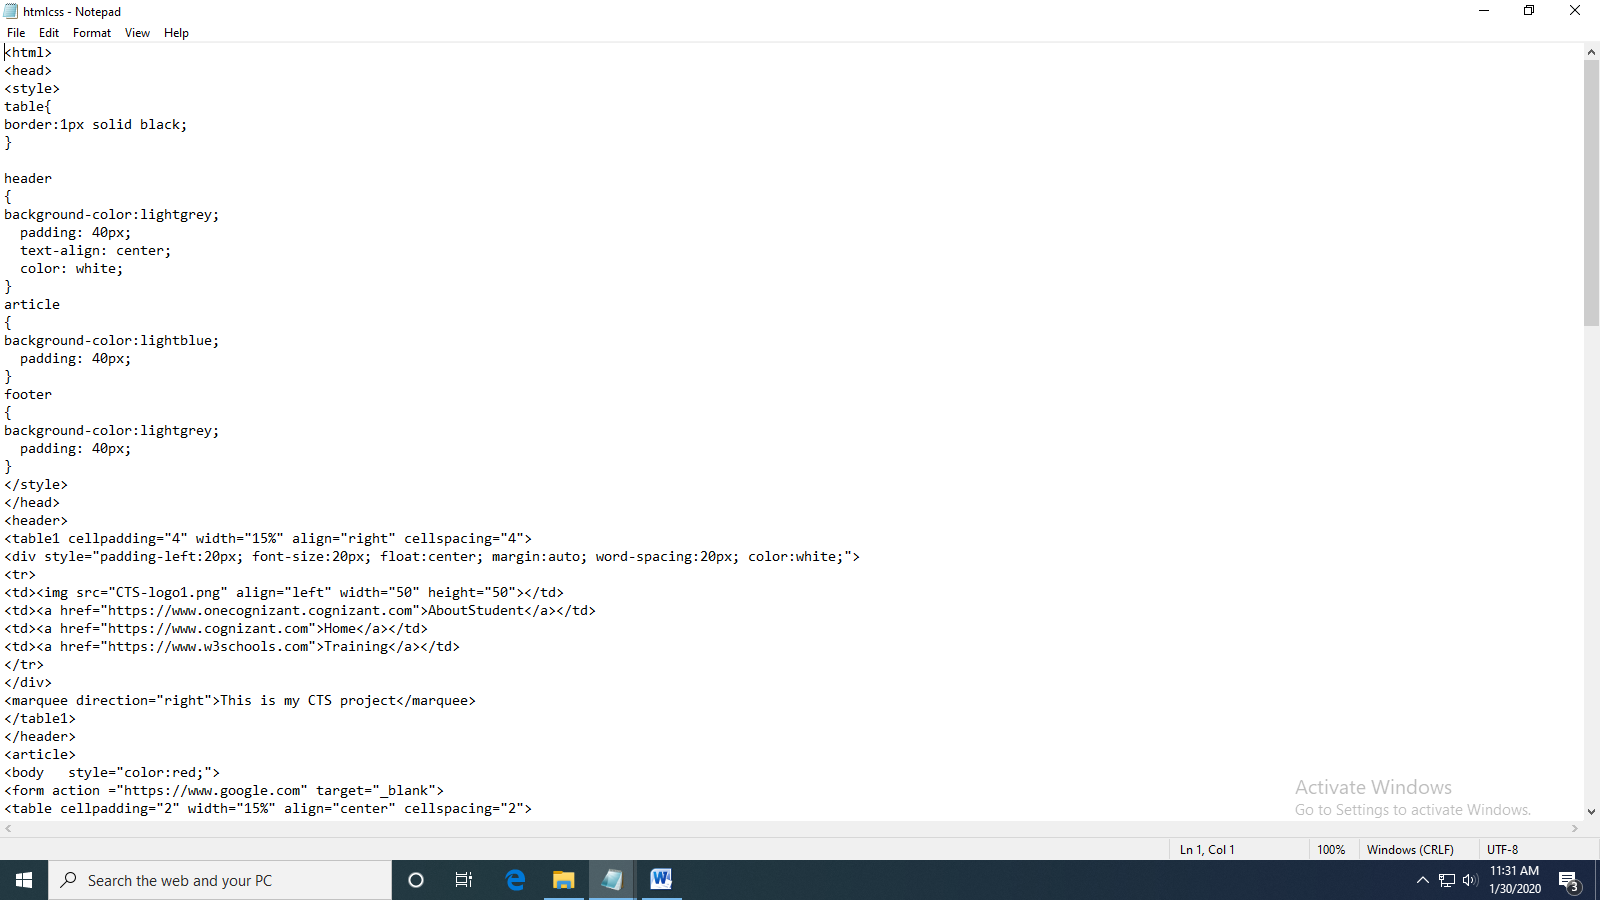 htmlcss - Notepad
File Edit Format View Help
<html>
<head>
<style>
table{
border:1px solid black;
}

header
{
background-color:lightgrey;
  padding: 40px;
  text-align: center;
  color: white;
}
article
{
background-color:lightblue;
  padding: 40px;
}
footer
{
background-color:lightgrey;
  padding: 40px;
}
</style>
</head>
<header>
<table1 cellpadding="4" width="15%" align="right" cellspacing="4">
<div style="padding-left:20px; font-size:20px; float:center; margin:auto; word-spacing:20px; color:white;">
<tr>
<td><img src="CTS-logo1.png" align="left" width="50" height="50"></td>
<td><a href="https://www.onecognizant.cognizant.com">AboutStudent</a></td>
<td><a href="https://www.cognizant.com">Home</a></td>
<td><a href="https://www.w3schools.com">Training</a></td>
</tr>
</div>
<marquee direction="right">This is my CTS project</marquee>
</table1>
</header>
<article>
<body   style="color:red;">
<form action ="https://www.google.com" target="_blank">
<table cellpadding="2" width="15%" align="center" cellspacing="2">
Activate Windows
Go to Settings to activate Windows.
Ln 1, Col 1 100% Windows (CRLF) UTF-8
Search the web and your PC
11:31 AM
1/30/2020
3